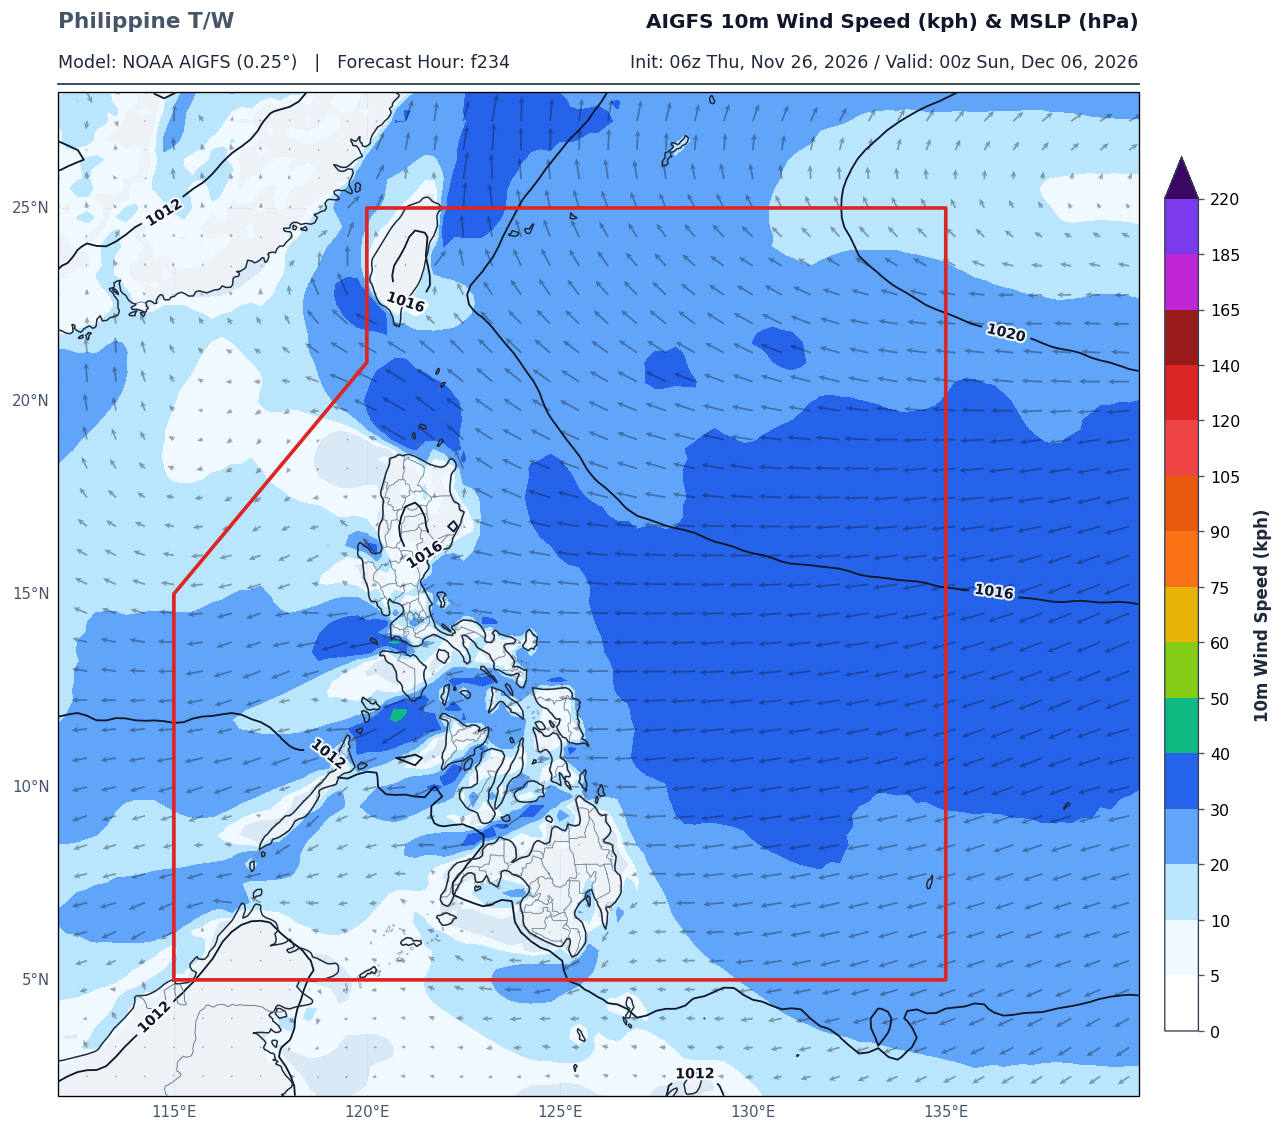 Philippine T/W
AIGFS 10m Wind Speed (kph) & MSLP (hPa)
Model: NOAA AIGFS (0.25°) | Forecast Hour: f234
Init: 06z Thu, Nov 26, 2026 / Valid: 00z Sun, Dec 06, 2026
25°N
20°N
15°N
10°N
5°N
115°E
120°E
125°E
130°E
135°E
1012
1016
1020
1016
1016
1012
1012
1012
220
185
165
140
120
105
90
75
60
50
40
30
20
10
5
0
10m Wind Speed (kph)